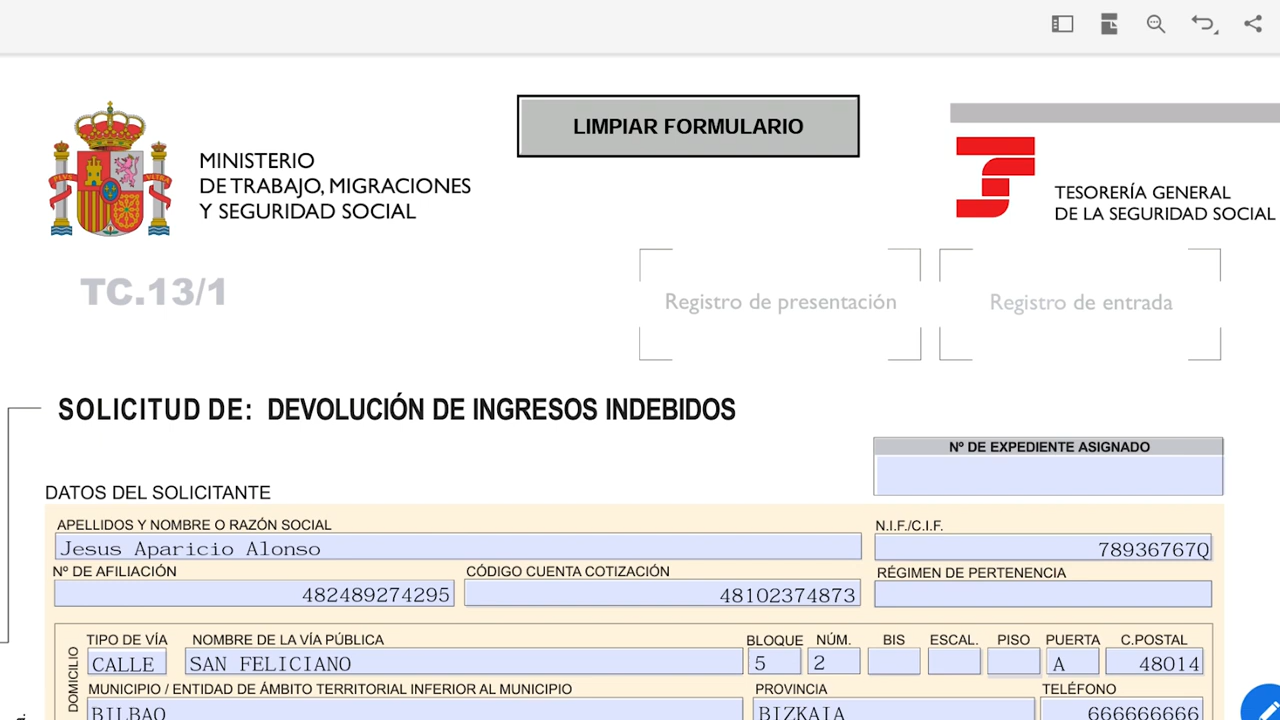 LIMPIAR FORMULARIO
MINISTERIO
DE TRABAJO, MIGRACIONES
Y SEGURIDAD SOCIAL
PLUS VLTRA
TESORERÍA GENERAL
DE LA SEGURIDAD SOCIAL
TC.13/1
Registro de presentación
Registro de entrada
SOLICITUD DE: DEVOLUCIÓN DE INGRESOS INDEBIDOS
Nº DE EXPEDIENTE ASIGNADO
DATOS DEL SOLICITANTE
APELLIDOS Y NOMBRE O RAZÓN SOCIAL
N.I.F./C.I.F.
Jesus Aparicio Alonso
78936767Q
Nº DE AFILIACIÓN
CÓDIGO CUENTA COTIZACIÓN
RÉGIMEN DE PERTENENCIA
482489274295
48102374873
DOMICILIO
TIPO DE VÍA
NOMBRE DE LA VÍA PÚBLICA
BLOQUE
NÚM.
BIS
ESCAL.
PISO
PUERTA
C.POSTAL
CALLE
SAN FELICIANO
5
2
A
48014
MUNICIPIO / ENTIDAD DE ÁMBITO TERRITORIAL INFERIOR AL MUNICIPIO
PROVINCIA
TELÉFONO
BILBAO
BIZKAIA
666666666